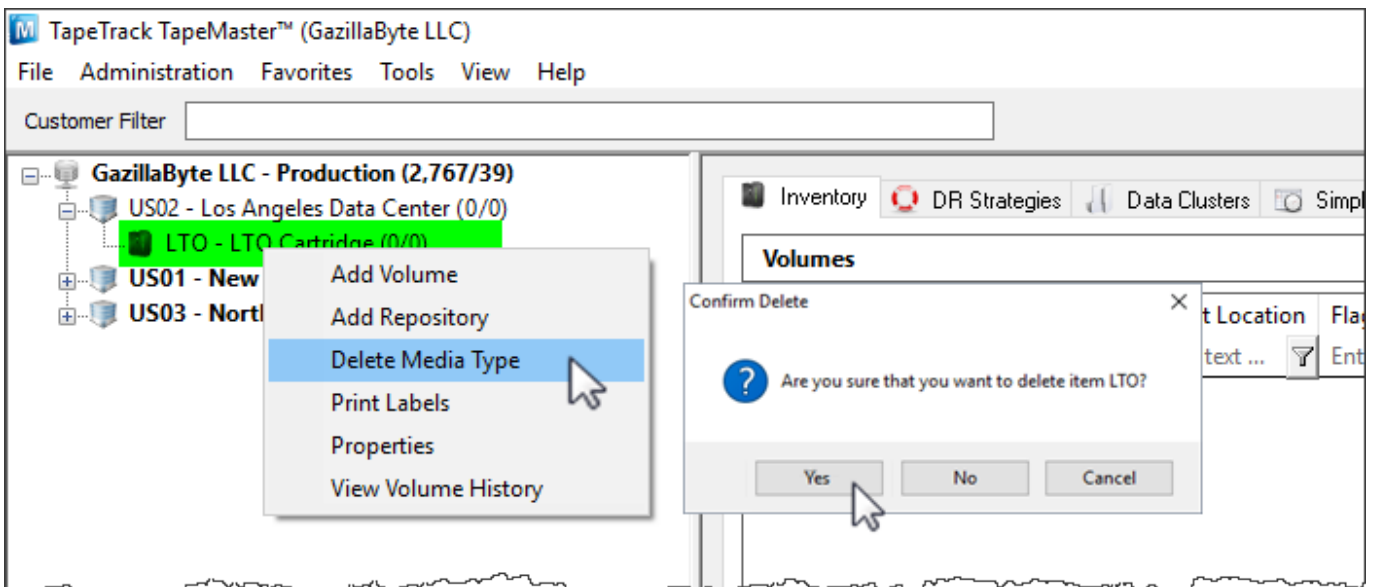 TapeTrack TapeMaster™ (GazillaByte LLC)
File Administration Favorites Tools View Help
Customer Filter
GazillaByte LLC - Production (2,767/39)
US02 - Los Angeles Data Center (0/0)
LTO - LTO Cartridge (0/0)
US01 - New
US03 - North
Add Volume
Add Repository
Delete Media Type
Print Labels
Properties
View Volume History
Inventory DR Strategies Data Clusters Simpl
Volumes
t Location Flag
text ... Ent
Confirm Delete
Are you sure that you want to delete item LTO?
Yes No Cancel